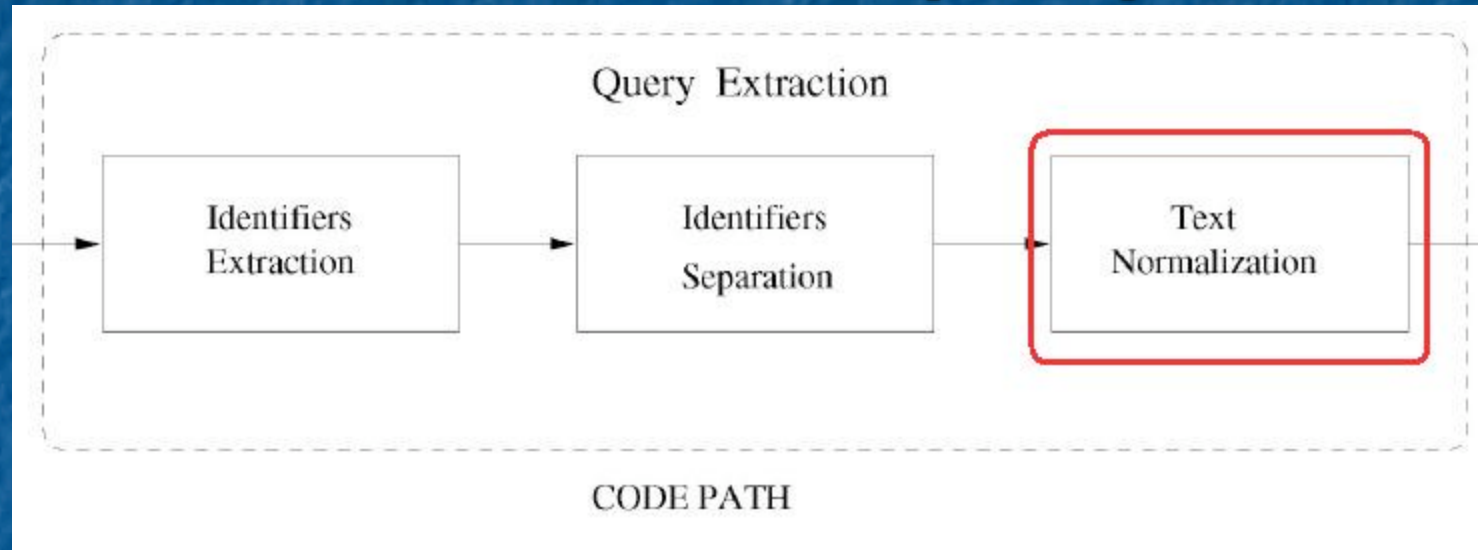 Query Extraction
Identifiers
Extraction
Identifiers
Separation
Text
Normalization
CODE PATH